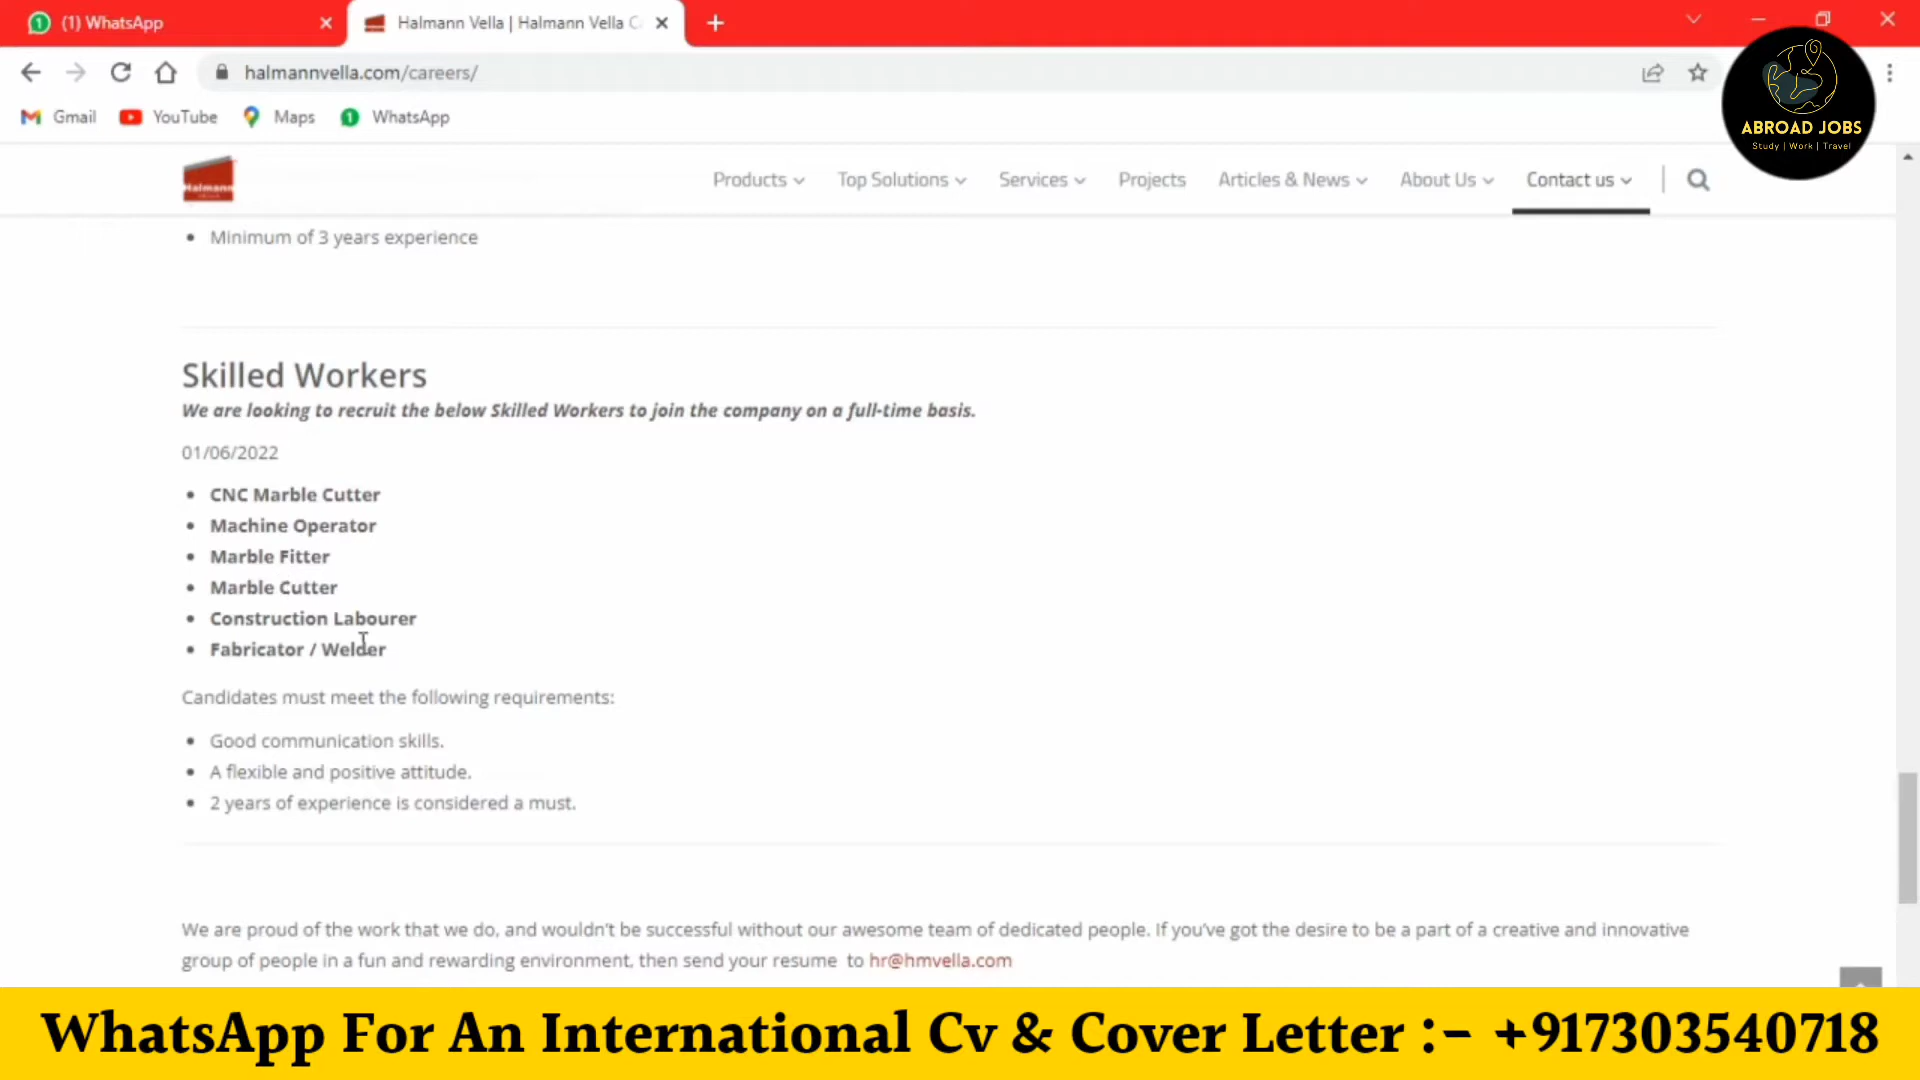 (1) WhatsApp
Halmann Vella | Halmann Vella C
halmannvella.com/careers/
Gmail
YouTube
Maps
WhatsApp
ABROAD JOBS
Study | Work | Travel
Halmann
Products
Top Solutions
Services
Projects
Articles & News
About Us
Contact us
• Minimum of 3 years experience
Skilled Workers
We are looking to recruit the below Skilled Workers to join the company on a full-time basis.
01/06/2022
• CNC Marble Cutter
• Machine Operator
• Marble Fitter
• Marble Cutter
• Construction Labourer
• Fabricator / Welder
Candidates must meet the following requirements:
• Good communication skills.
• A flexible and positive attitude.
• 2 years of experience is considered a must.
We are proud of the work that we do, and wouldn't be successful without our awesome team of dedicated people. If you've got the desire to be a part of a creative and innovative
group of people in a fun and rewarding environment, then send your resume to hr@hmvella.com
WhatsApp For An International Cv & Cover Letter :- +917303540718